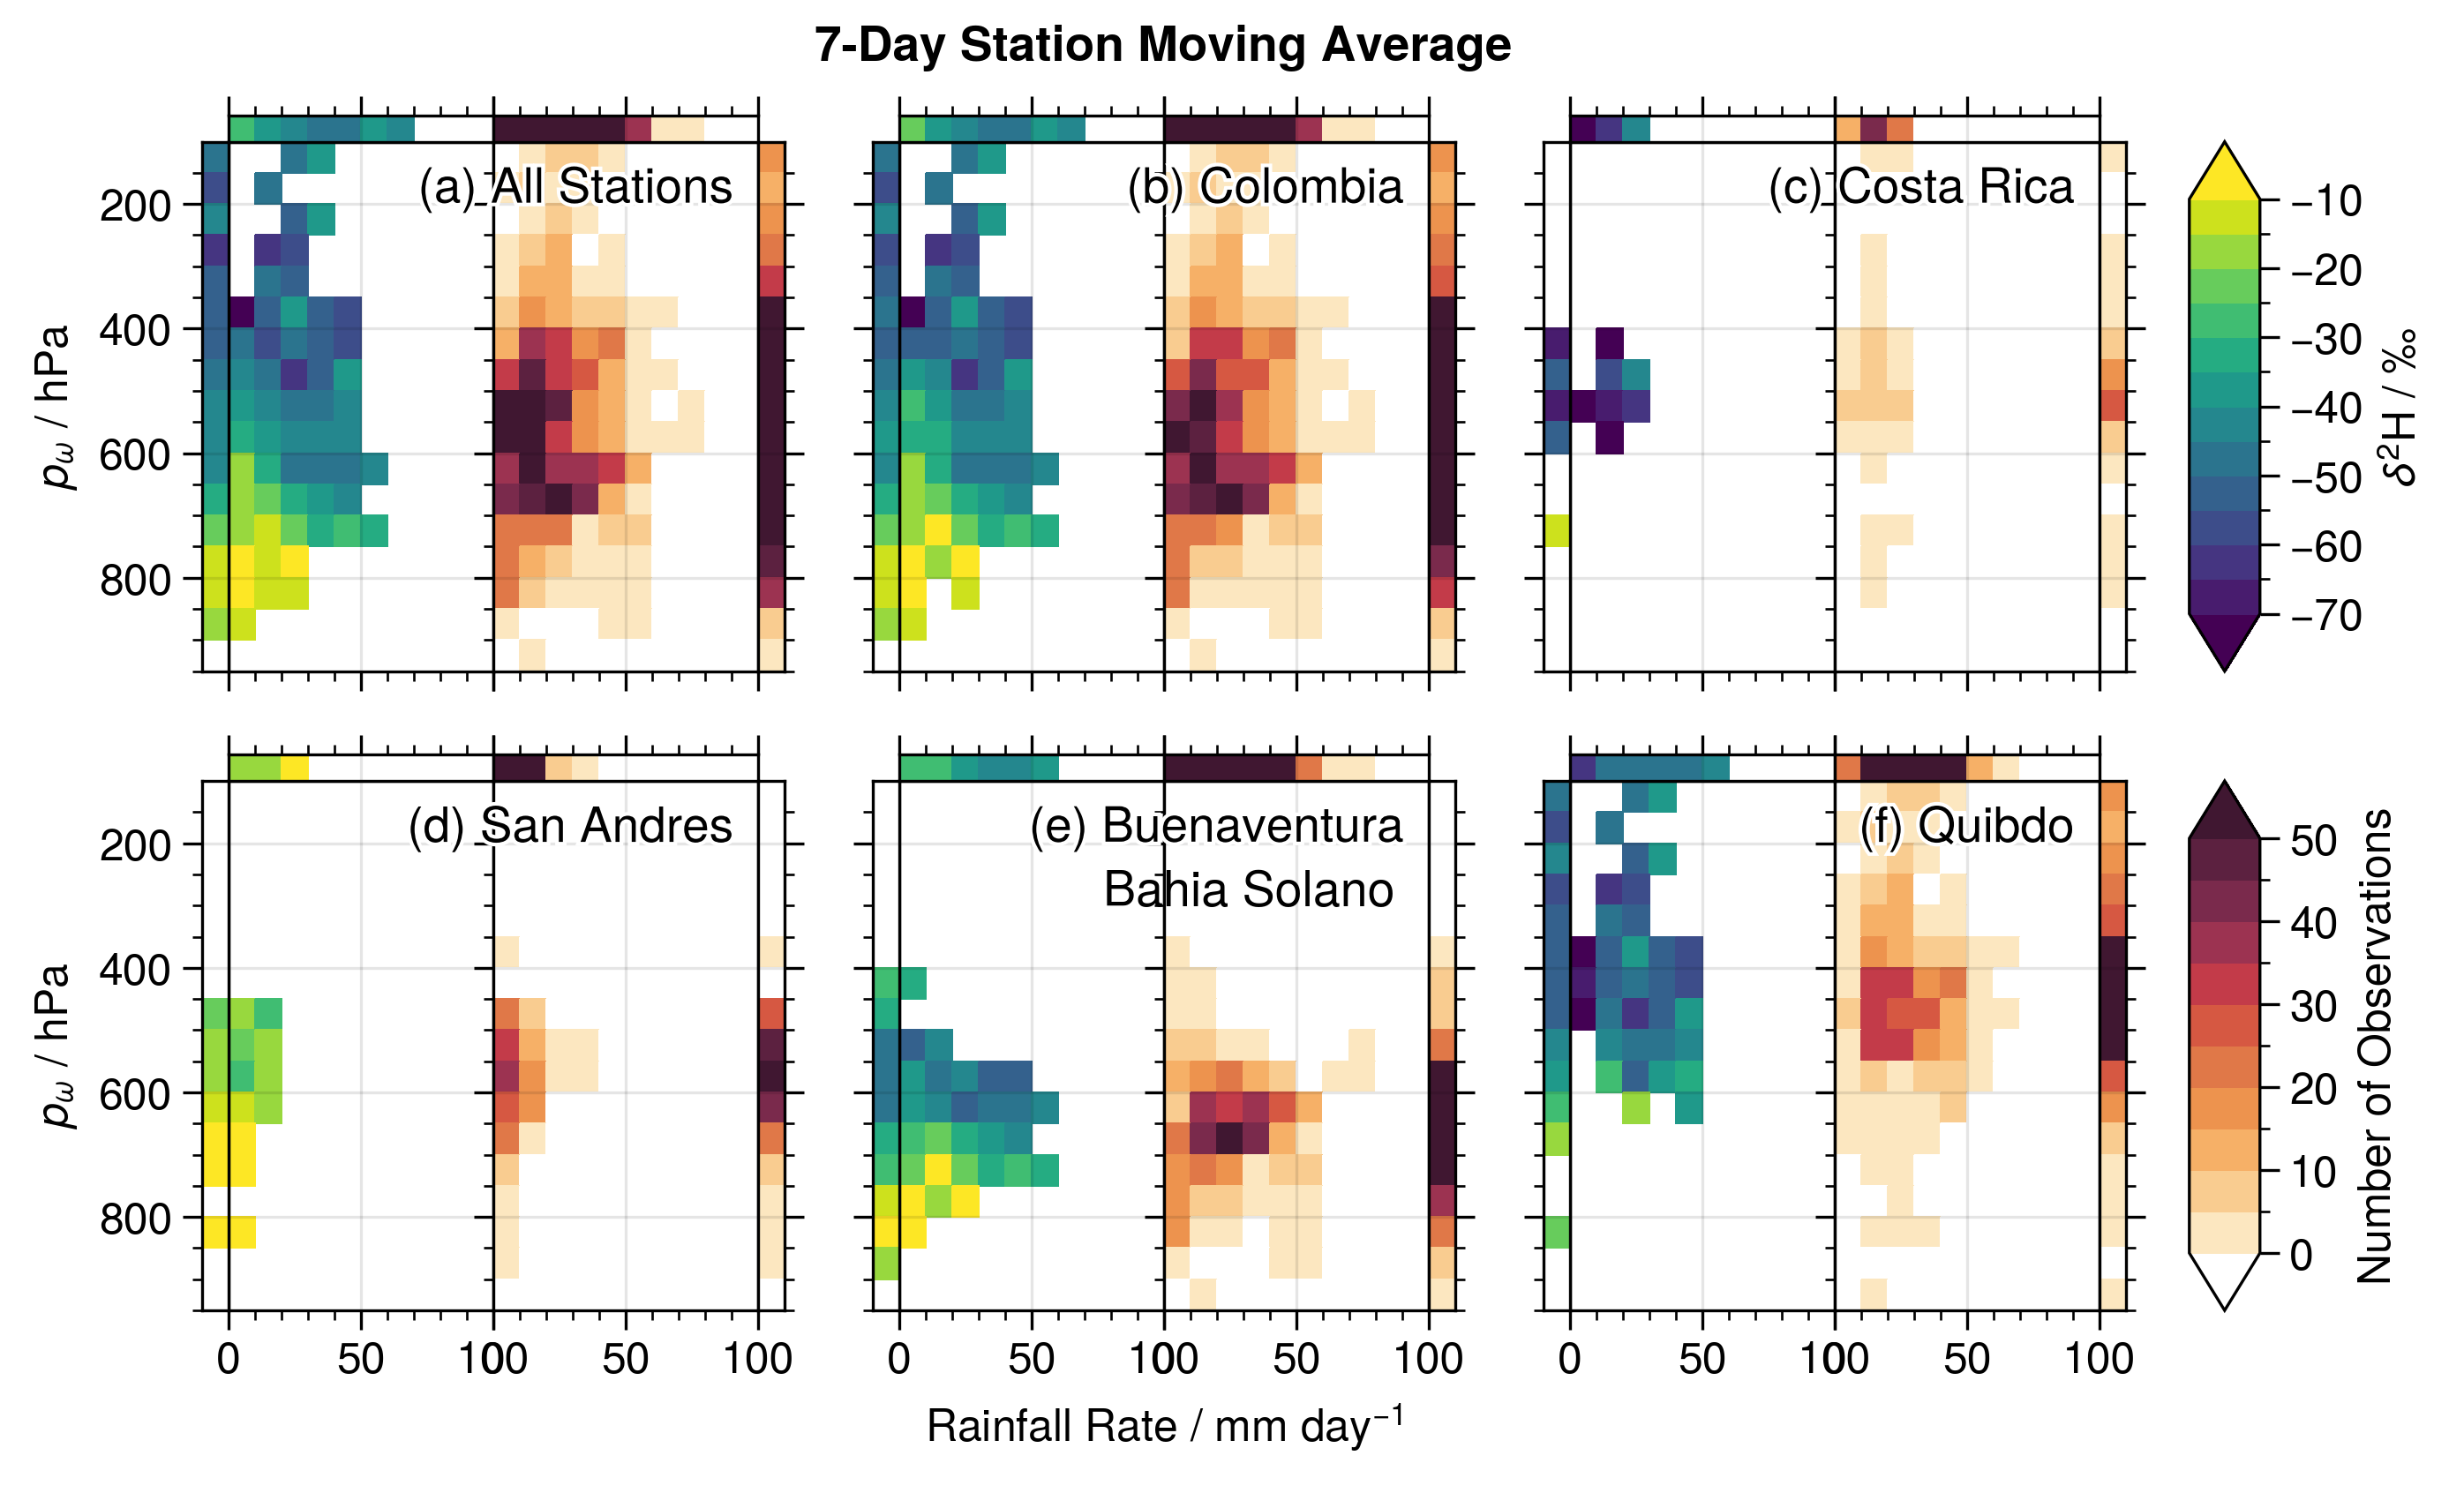 7-Day Station Moving Average
(a) All Stations
(b) Colombia
(c) Costa Rica
200
400
600
800
pω / hPa
−10
−20
−30
−40
−50
−60
−70
δ²H / ‰
(d) San Andres
(e) Buenaventura
Bahia Solano
(f) Quibdo
200
400
600
800
pω / hPa
50
40
30
20
10
0
Number of Observations
0 50 100 0 50 100 0 50 100 0 50 100 0 50 100 0 50 100
Rainfall Rate / mm day⁻¹